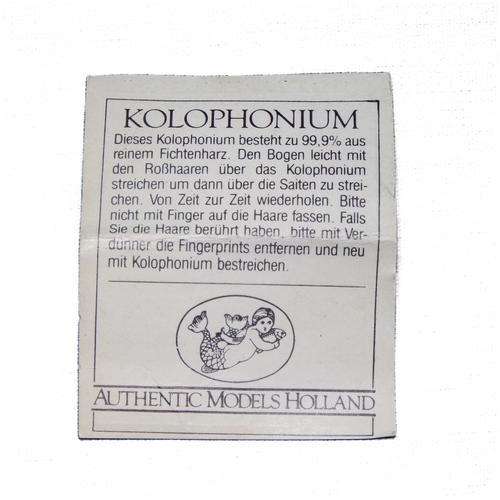 KOLOPHONIUM
Dieses Kolophonium besteht zu 99,9% aus
reinem Fichtenharz. Den Bogen leicht mit
den Roßhaaren über das Kolophonium
streichen um dann über die Saiten zu strei-
chen. Von Zeit zur Zeit wiederholen. Bitte
nicht mit Finger auf die Haare fassen. Falls
Sie die Haare berührt haben, bitte mit Ver-
dünner die Fingerprints entfernen und neu
mit Kolophonium bestreichen.
AUTHENTIC MODELS HOLLAND